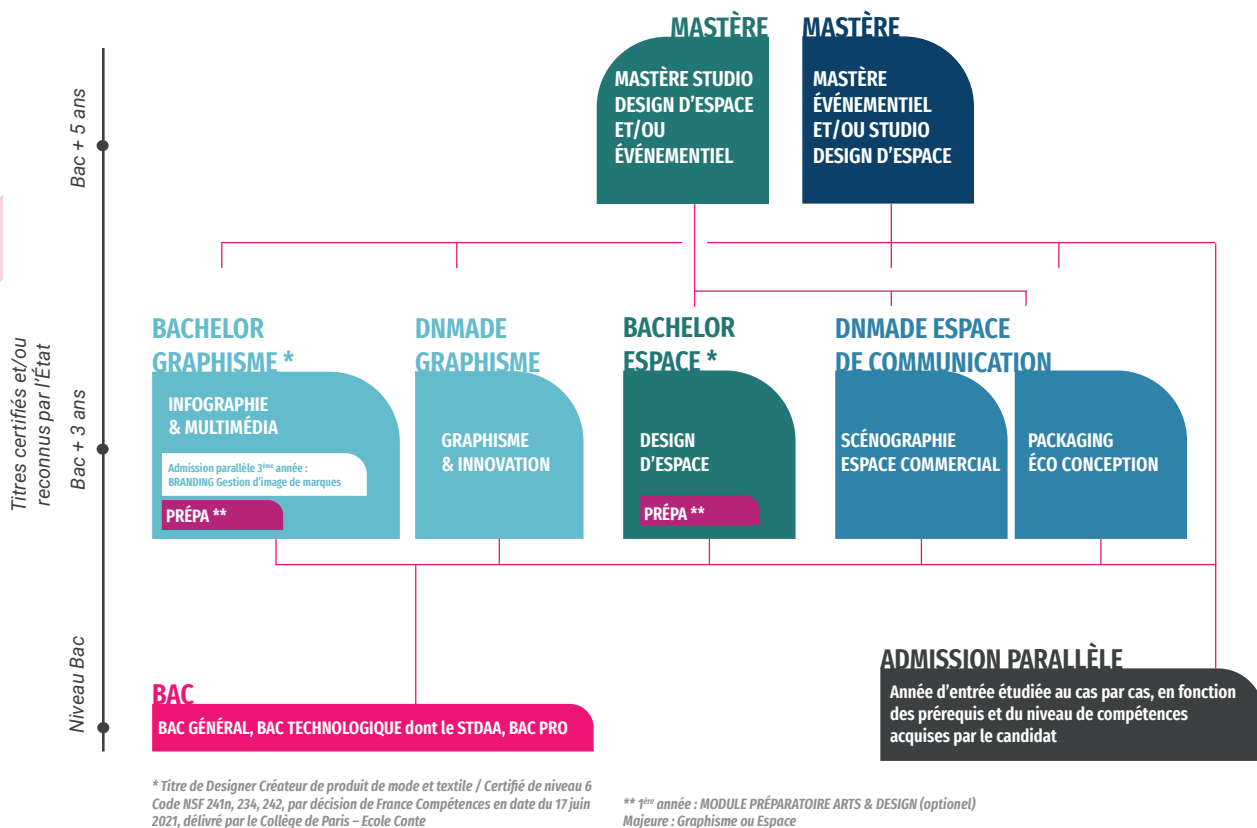 MASTÈRE
MASTÈRE STUDIO
DESIGN D'ESPACE
ET/OU
ÉVÉNEMENTIEL
MASTÈRE
MASTÈRE
ÉVÉNEMENTIEL
ET/OU STUDIO
DESIGN D'ESPACE
Bac + 5 ans
Titres certifiés et/ou
reconnus par l'État
Bac + 3 ans
Niveau Bac
BACHELOR
GRAPHISME *
INFOGRAPHIE
& MULTIMÉDIA
Admission parallèle 3ème année :
BRANDING Gestion d'image de marques
PRÉPA **
DNMADE
GRAPHISME
GRAPHISME
& INNOVATION
BACHELOR
ESPACE *
DESIGN
D'ESPACE
PRÉPA **
DNMADE ESPACE
DE COMMUNICATION
SCÉNOGRAPHIE
ESPACE COMMERCIAL
PACKAGING
ÉCO CONCEPTION
BAC
BAC GÉNÉRAL, BAC TECHNOLOGIQUE dont le STDAA, BAC PRO
ADMISSION PARALLÈLE
Année d'entrée étudiée au cas par cas, en fonction
des prérequis et du niveau de compétences
acquises par le candidat
* Titre de Designer Créateur de produit de mode et textile / Certifié de niveau 6
Code NSF 241n, 234, 242, par décision de France Compétences en date du 17 juin
2021, délivré par le Collège de Paris – Ecole Conte
** 1ère année : MODULE PRÉPARATOIRE ARTS & DESIGN (optionel)
Majeure : Graphisme ou Espace